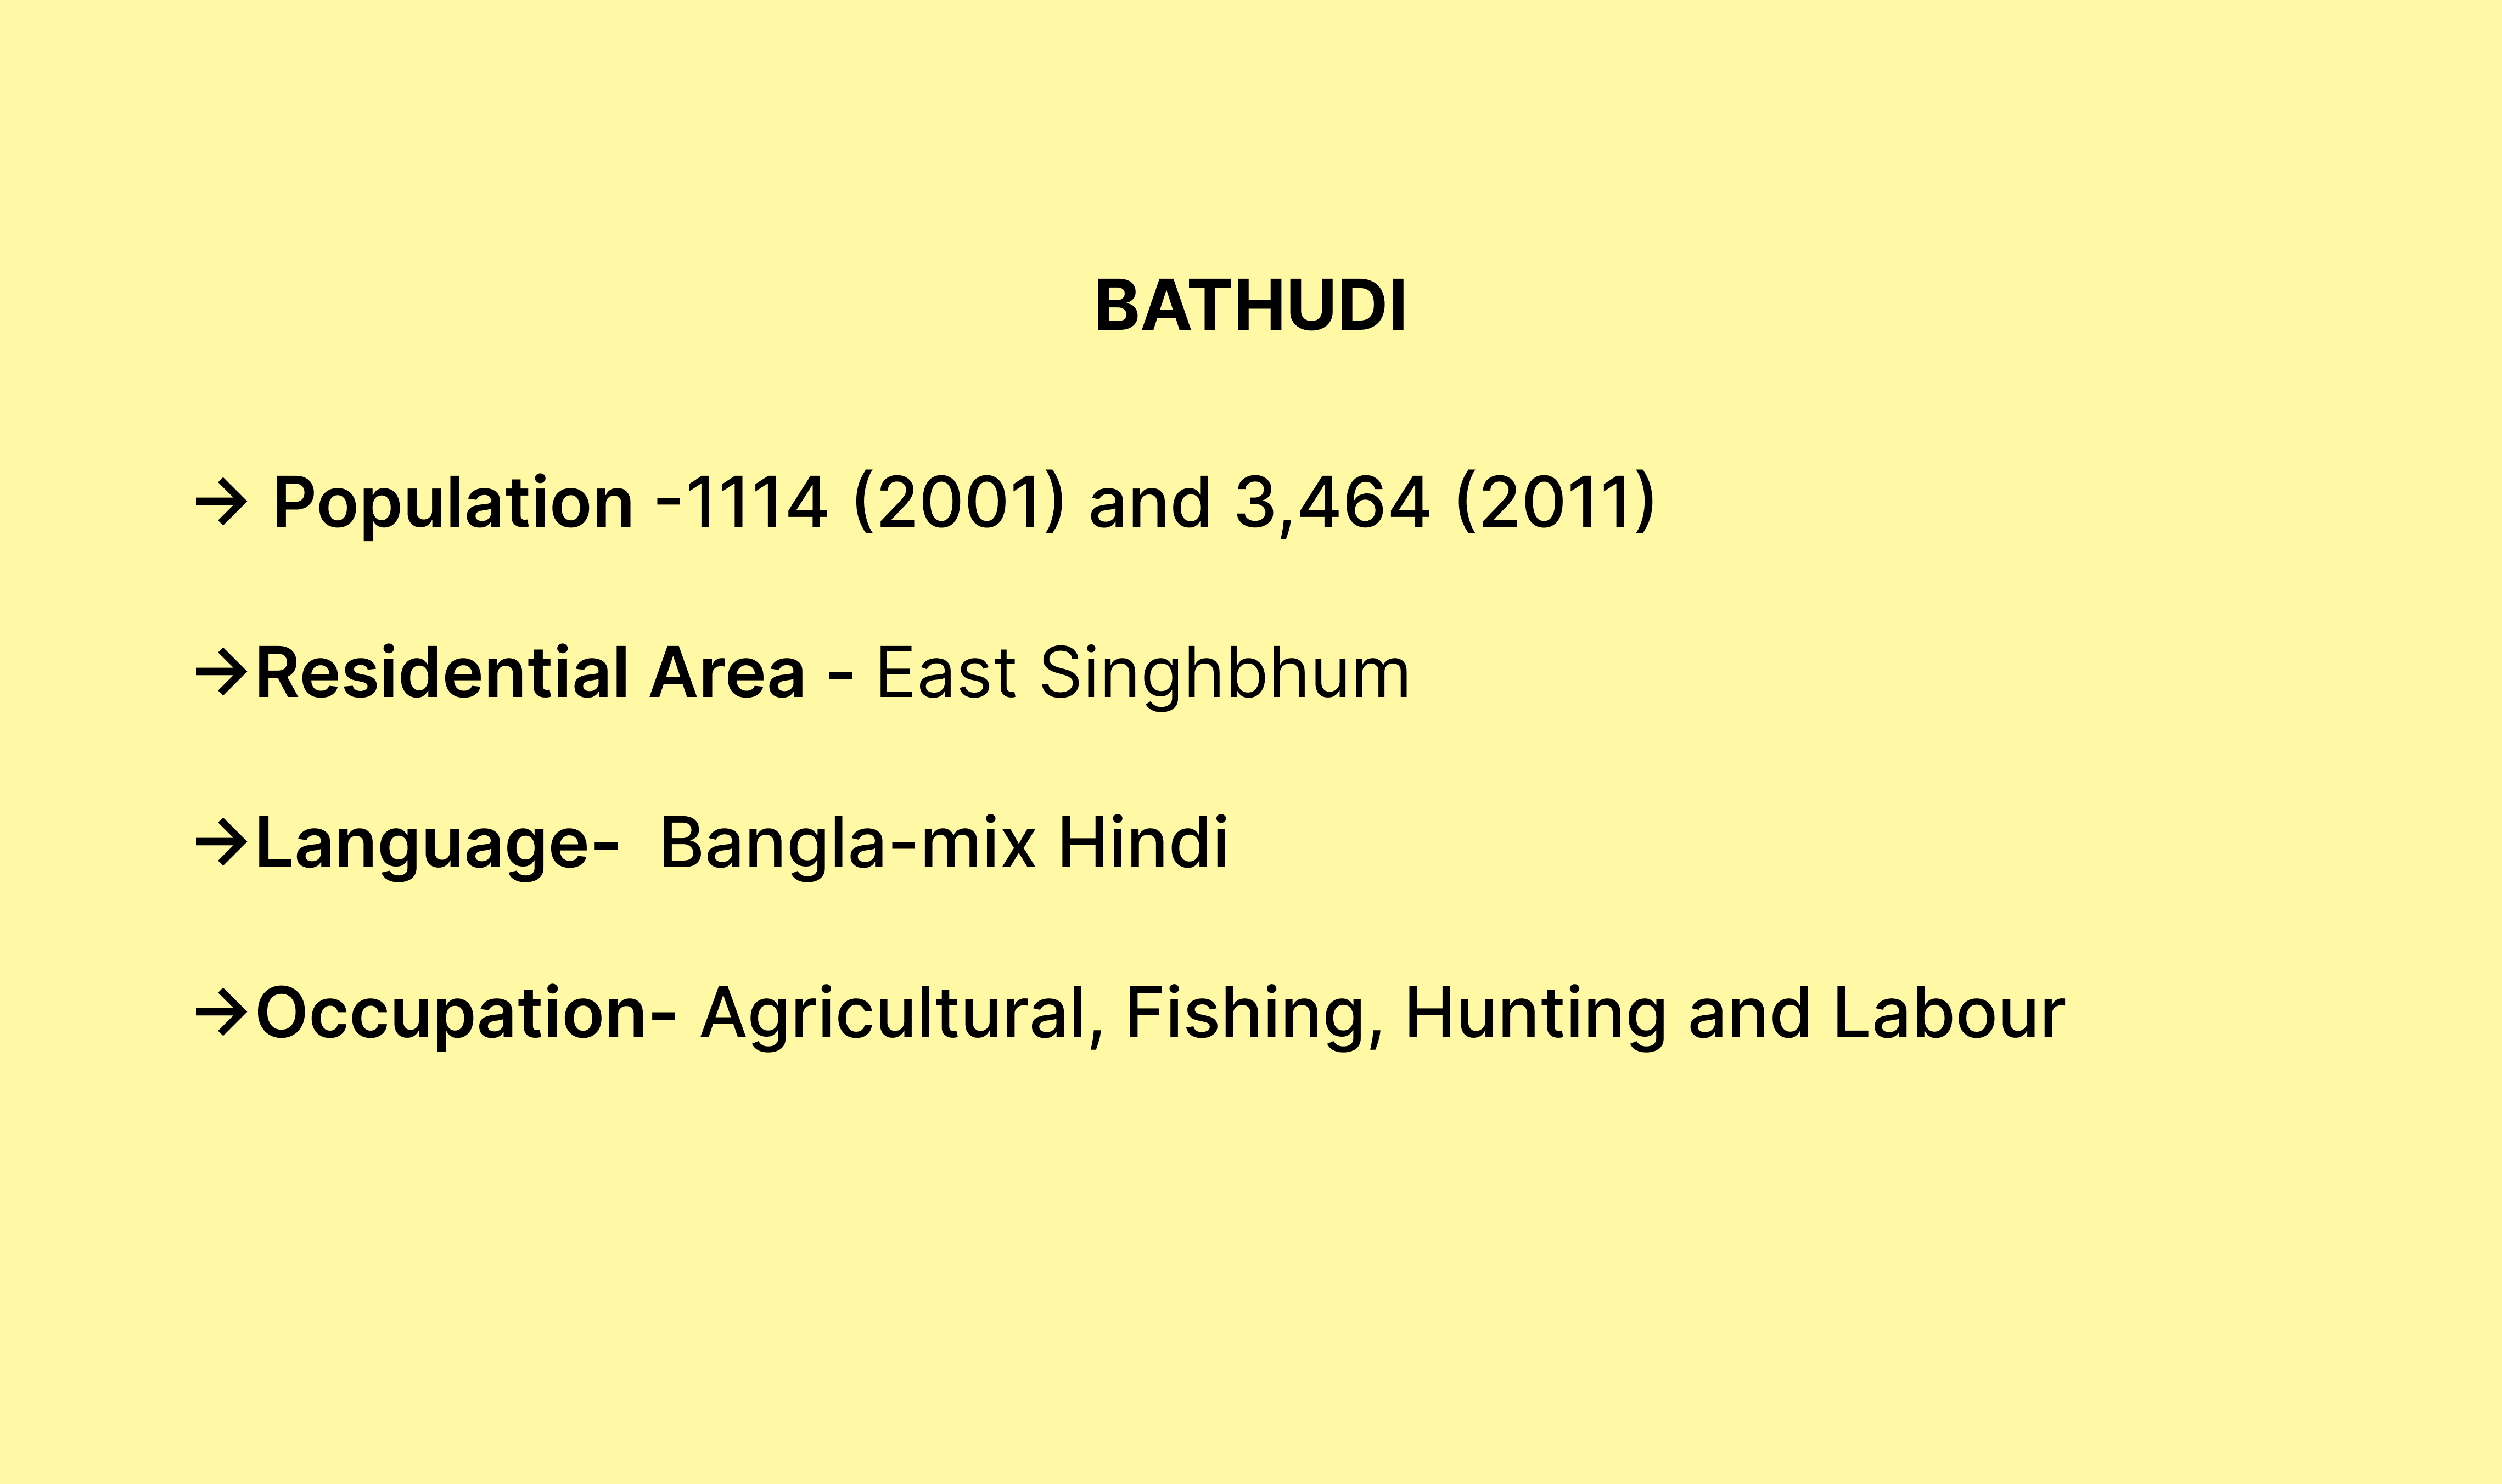 BATHUDI
→ Population -1114 (2001) and 3,464 (2011)
→Residential Area - East Singhbhum
→Language- Bangla-mix Hindi
→Occupation- Agricultural, Fishing, Hunting and Labour